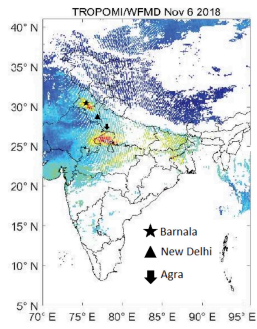 TROPOMI/WFMD Nov 6 2018
40° N
35° N
30° N
25° N
20° N
15° N
10° N
5° N
Barnala
New Delhi
Agra
70° E 75° E 80° E 85° E 90° E 95° E